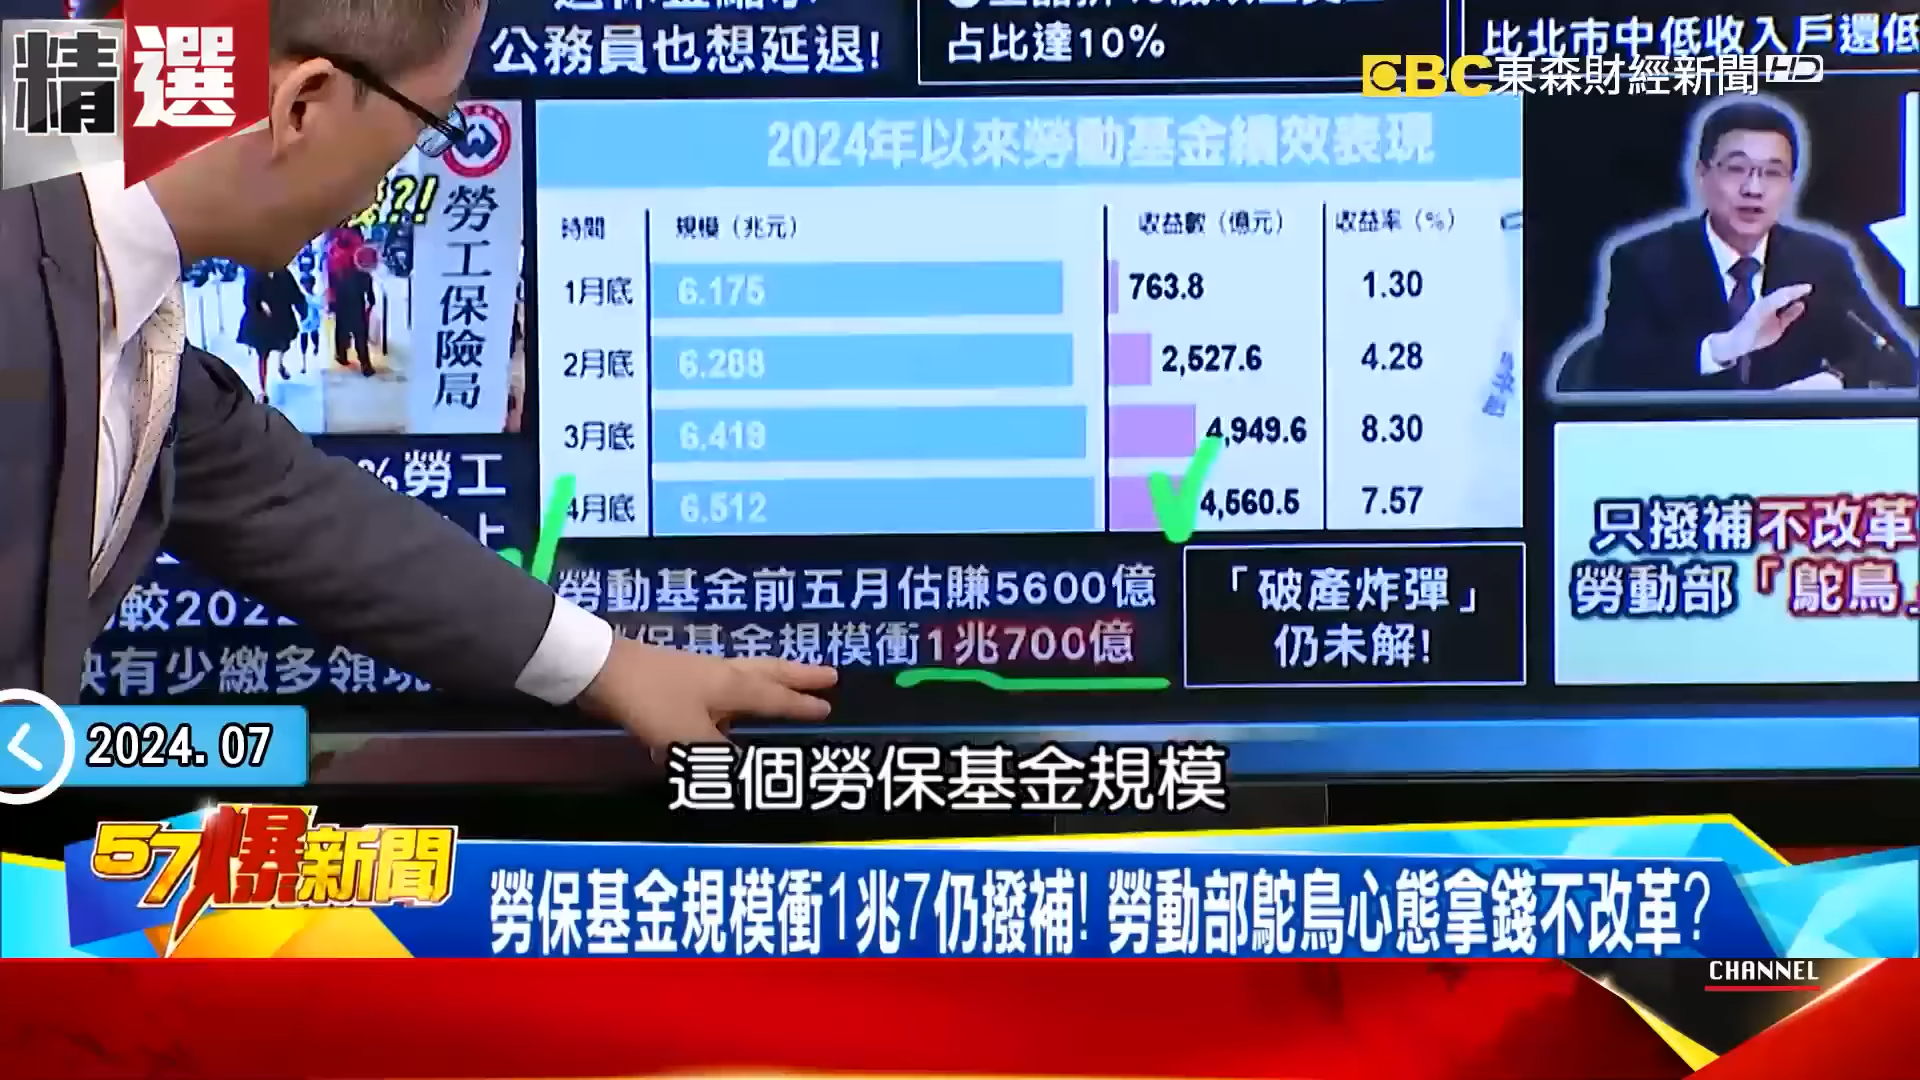 精選
公務員也想延退!
占比達10%
比北市中低收入戶還低
EBC東森財經新聞HD
勞工保險局
2024年以來勞動基金績效表現
時間 規模（兆元） 收益數（億元） 收益率（%）
1月底 6.175 763.8 1.30
2月底 6.288 2,527.6 4.28
3月底 6.419 4,949.6 8.30
4月底 6.512 4,560.5 7.57
%勞工
上
較202
有少繳多領現
勞動基金前五月估賺5600億
保基金規模衝1兆700億
「破產炸彈」
仍未解!
只撥補不改革
勞動部「鴕鳥」
2024.07
這個勞保基金規模
57爆新聞
勞保基金規模衝1兆7仍撥補! 勞動部鴕鳥心態拿錢不改革?
CHANNEL